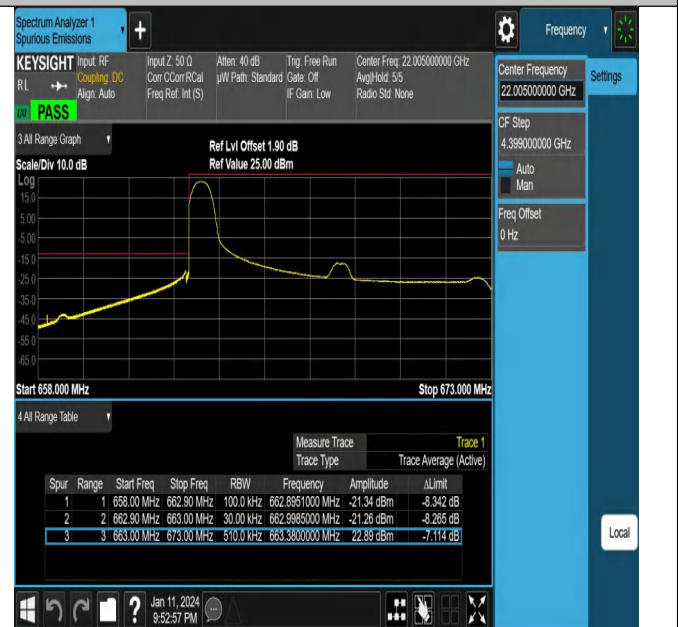 Spectrum Analyzer 1
Spurious Emissions
+
Frequency
KEYSIGHT Input: RF Input Z: 50 Ω Atten: 40 dB Trig: Free Run Center Freq: 22.005000000 GHz
RL Coupling: DC Corr CCorr RCal µW Path: Standard Gate: Off Avg|Hold: 5/5
Align: Auto Freq Ref: Int (S) IF Gain: Low Radio Std: None
PASS
Center Frequency
22.005000000 GHz
Settings
CF Step
4.399000000 GHz
Auto
Man
Freq Offset
0 Hz
3 All Range Graph
Ref Lvl Offset 1.90 dB
Scale/Div 10.0 dB Ref Value 25.00 dBm
Log
15.0
5.00
-5.00
-15.0
-25.0
-35.0
-45.0
-55.0
-65.0
Start 658.000 MHz Stop 673.000 MHz
4 All Range Table
Measure Trace Trace 1
Trace Type Trace Average (Active)
Spur Range Start Freq Stop Freq RBW Frequency Amplitude ΔLimit
1 1 658.00 MHz 662.90 MHz 100.0 kHz 662.8951000 MHz -21.34 dBm -8.342 dB
2 2 662.90 MHz 663.00 MHz 30.00 kHz 662.9985000 MHz -21.26 dBm -8.265 dB
3 3 663.00 MHz 673.00 MHz 510.0 kHz 663.3800000 MHz 22.89 dBm -7.114 dB
Local
?
Jan 11, 2024
9:52:57 PM